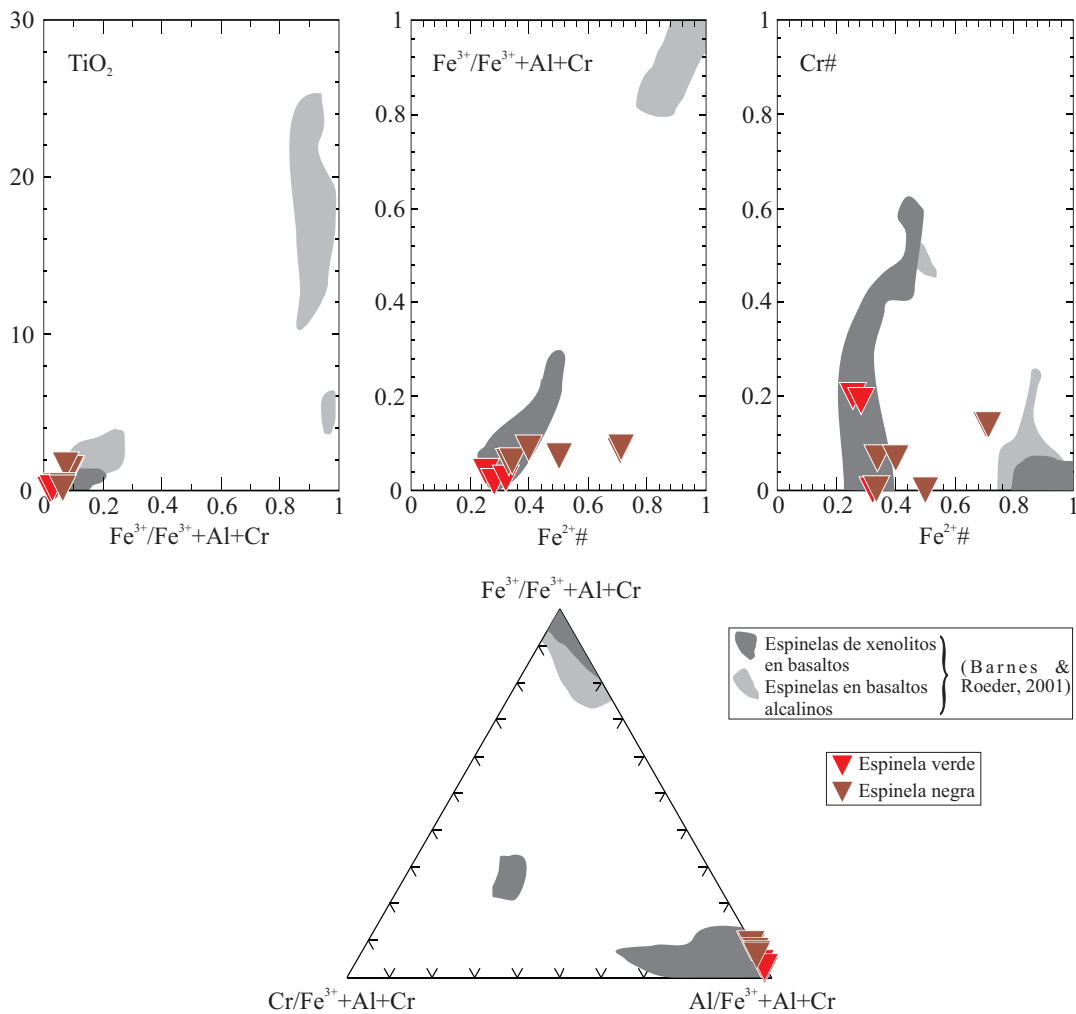 30
20
10
0
TiO₂
0.2 0.4 0.6 0.8 1
Fe³⁺/Fe³⁺+Al+Cr
1
0.8
0.6
0.4
0.2
0
Fe³⁺/Fe³⁺+Al+Cr
0 0.2 0.4 0.6 0.8 1
Fe²⁺#
1
0.8
0.6
0.4
0.2
0
Cr#
0 0.2 0.4 0.6 0.8 1
Fe²⁺#
Fe³⁺/Fe³⁺+Al+Cr
Cr/Fe³⁺+Al+Cr
Al/Fe³⁺+Al+Cr
Espinelas de xenolitos
en basaltos
Espinelas en basaltos
alcalinos
(Barnes &
Roeder, 2001)
Espinela verde
Espinela negra